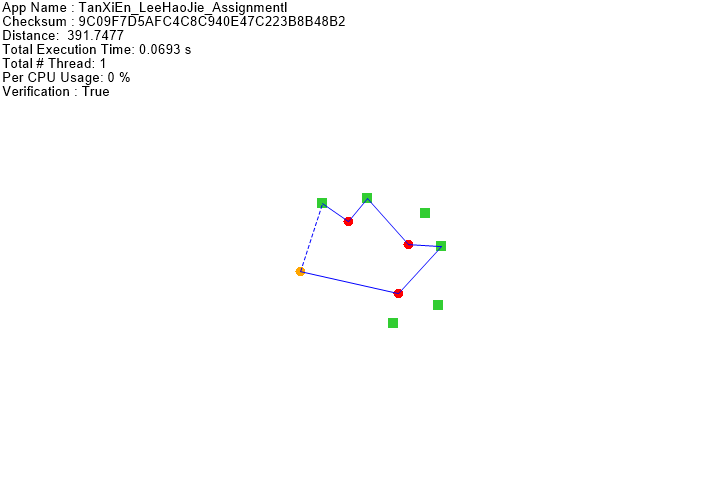 App Name : TanXiEn_LeeHaoJie_AssignmentI
Checksum : 9C09F7D5AFC4C8C940E47C223B8B48B2
Distance:  391.7477
Total Execution Time: 0.0693 s
Total # Thread: 1
Per CPU Usage: 0 %
Verification : True